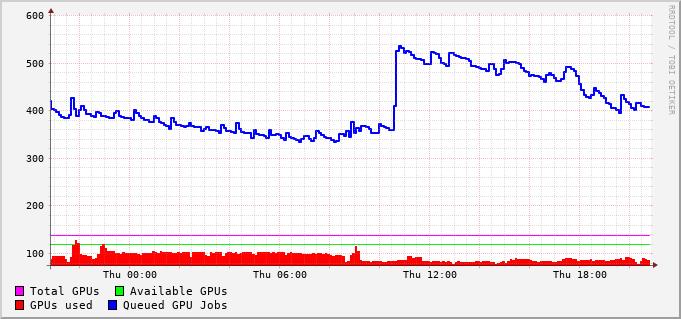 600
500
400
300
200
100
Thu 00:00 Thu 06:00 Thu 12:00 Thu 18:00
Total GPUs Available GPUs
GPUs used Queued GPU Jobs
RRDTOOL / TOBI OETIKER